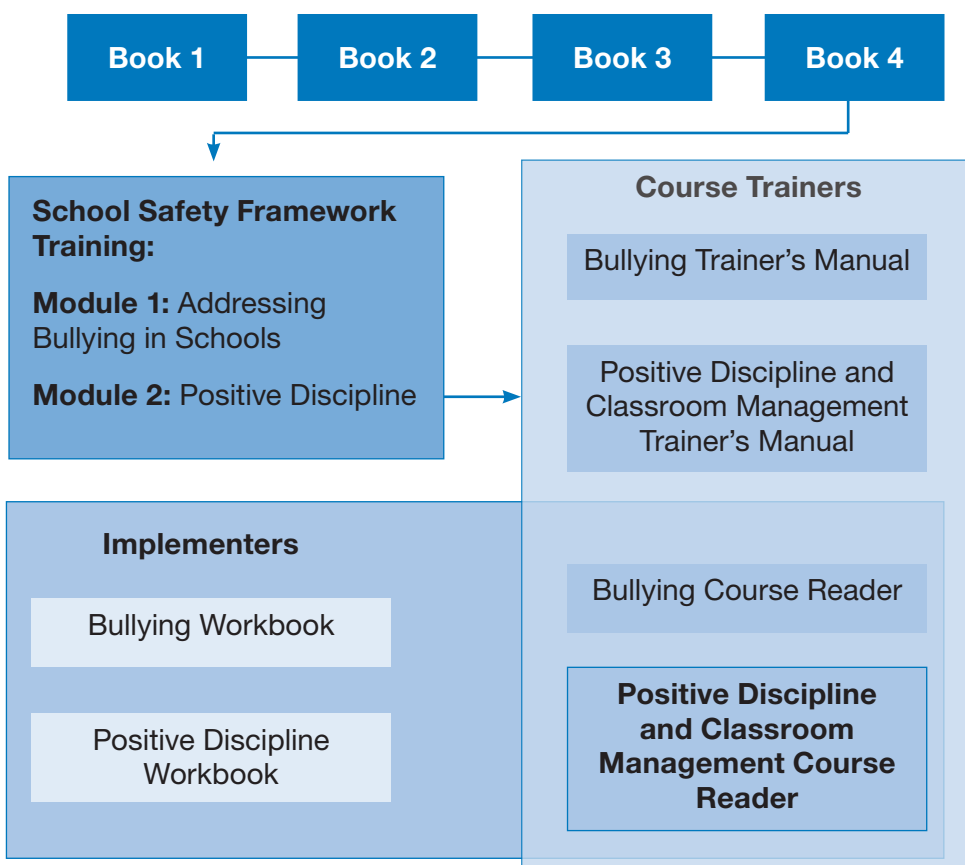 Book 1
Book 2
Book 3
Book 4
School Safety Framework
Training:
Module 1: Addressing
Bullying in Schools
Module 2: Positive Discipline
Course Trainers
Bullying Trainer’s Manual
Positive Discipline and
Classroom Management
Trainer’s Manual
Implementers
Bullying Workbook
Positive Discipline
Workbook
Bullying Course Reader
Positive Discipline
and Classroom
Management Course
Reader